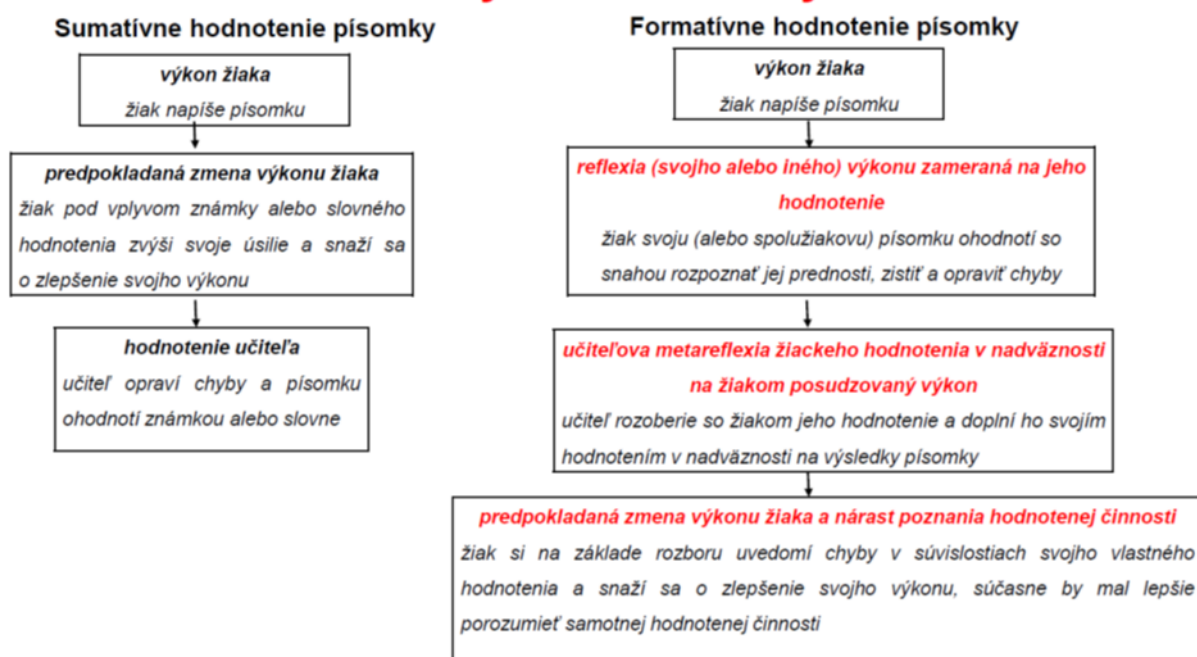 Sumatívne hodnotenie písomky
výkon žiaka
žiak napíše písomku
predpokladaná zmena výkonu žiaka
žiak pod vplyvom známky alebo slovného
hodnotenia zvýši svoje úsilie a snaží sa
o zlepšenie svojho výkonu
hodnotenie učiteľa
učiteľ opraví chyby a písomku
ohodnotí známkou alebo slovne
Formatívne hodnotenie písomky
výkon žiaka
žiak napíše písomku
reflexia (svojho alebo iného) výkonu zameraná na jeho
hodnotenie
žiak svoju (alebo spolužiakovu) písomku ohodnotí so
snahou rozpoznať jej prednosti, zistiť a opraviť chyby
učiteľova metareflexia žiackeho hodnotenia v nadväznosti
na žiakom posudzovaný výkon
učiteľ rozoberie so žiakom jeho hodnotenie a doplní ho svojím
hodnotením v nadväznosti na výsledky písomky
predpokladaná zmena výkonu žiaka a nárast poznania hodnotenej činnosti
žiak si na základe rozboru uvedomí chyby v súvislostiach svojho vlastného
hodnotenia a snaží sa o zlepšenie svojho výkonu, súčasne by mal lepšie
porozumieť samotnej hodnotenej činnosti